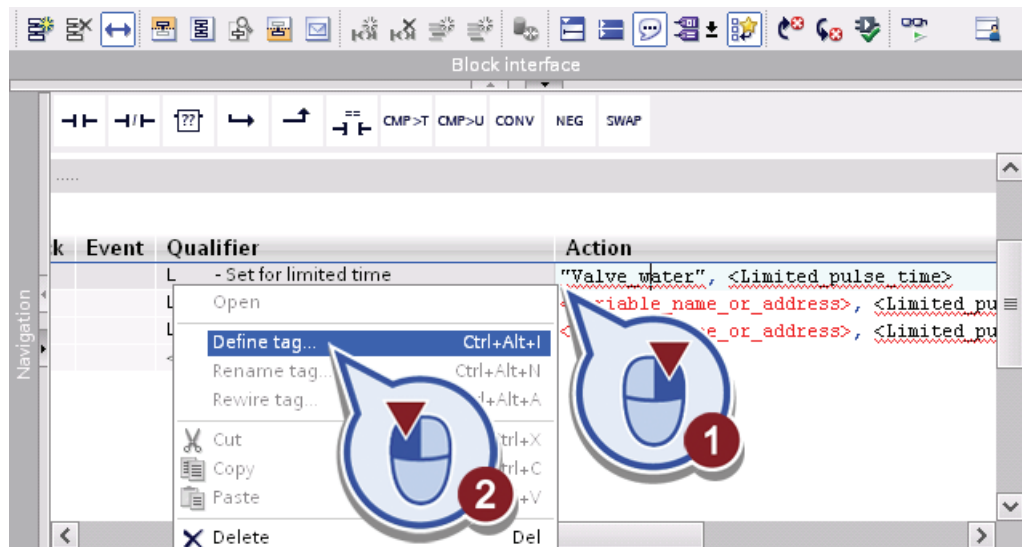 Block interface
?? == CMP>T CMP>U CONV NEG SWAP
.....
k Event Qualifier Action
L - Set for limited time "Valve_water", <Limited_pulse_time>
L <Limited_pu
L <Limited_pu
Navigation
Open
Define tag... Ctrl+Alt+I
Rename tag... Ctrl+Alt+N
Rewire tag...
Cut
Copy
Paste
Delete Del
1
2